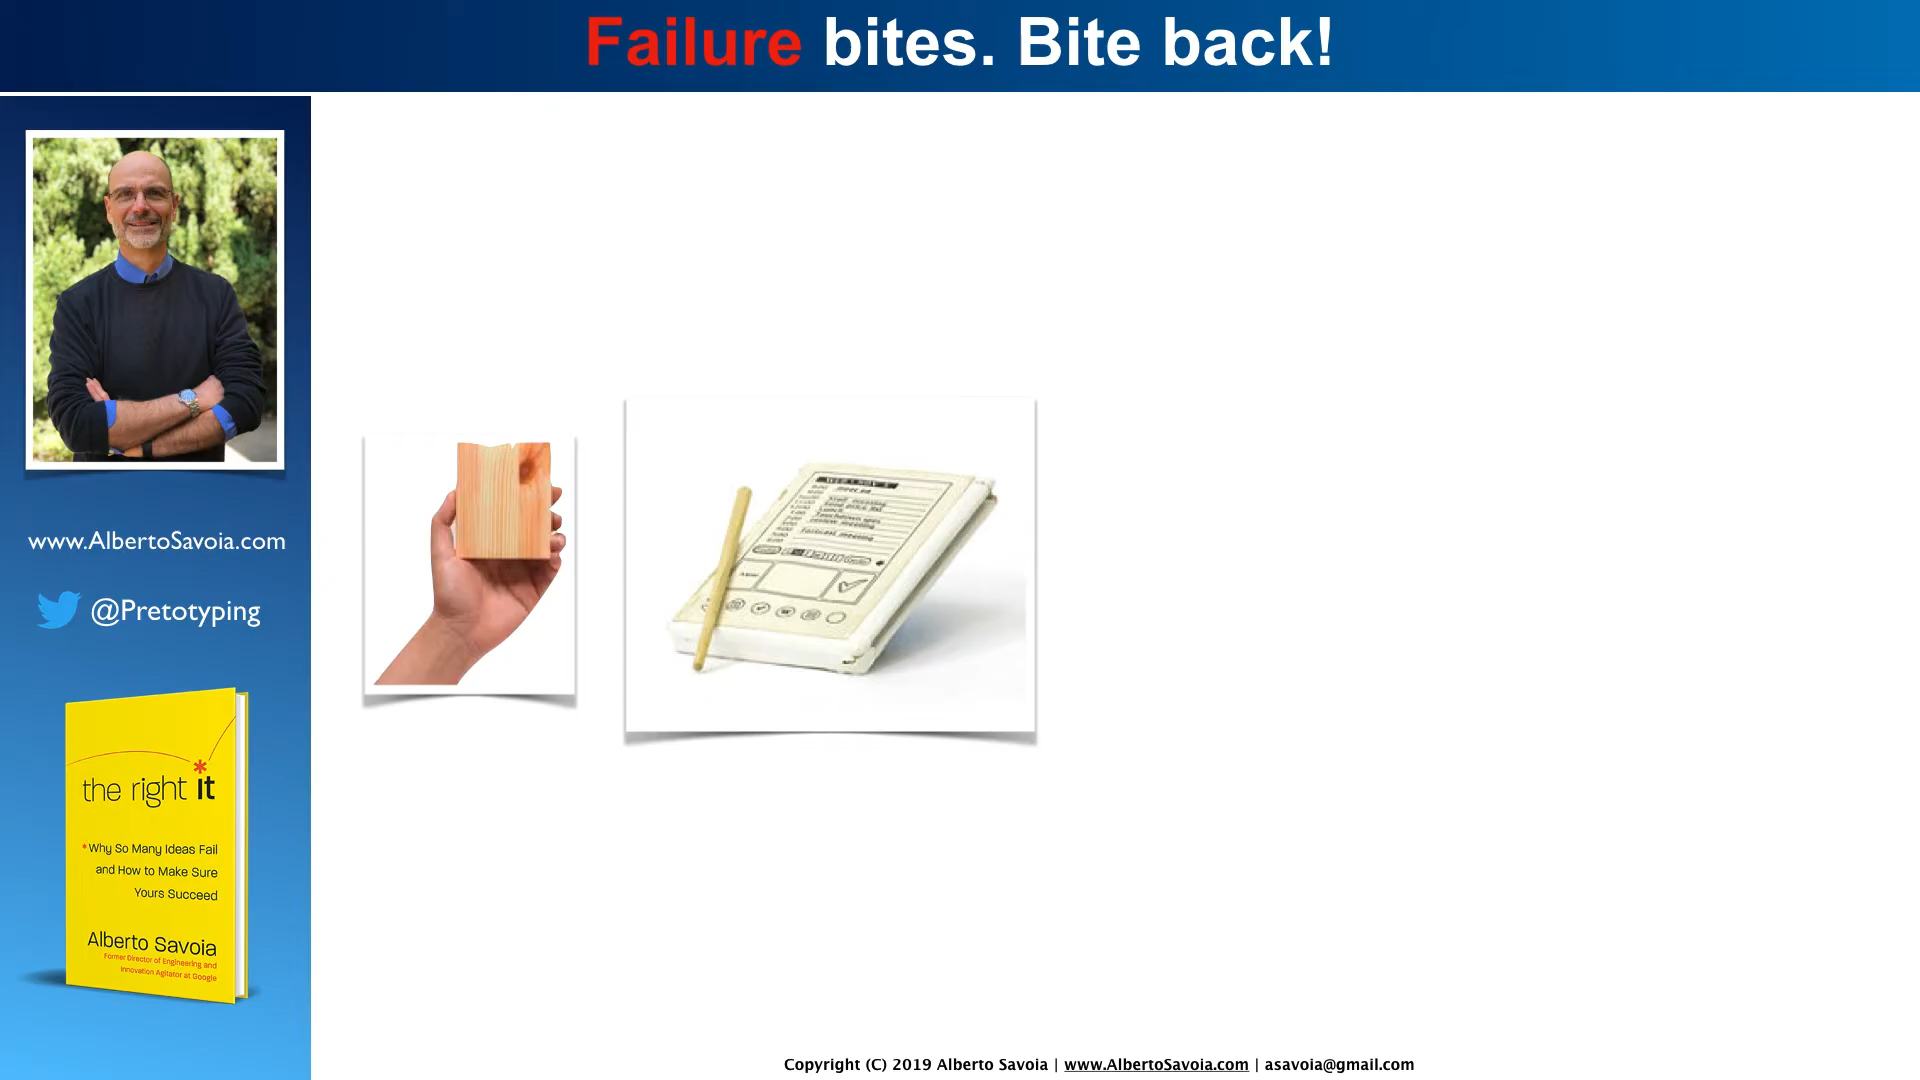 Failure bites. Bite back!
www.AlbertoSavoia.com
@Pretotyping
the right it
*Why So Many Ideas Fail
and How to Make Sure
Yours Succeed
Alberto Savoia
Former Director of Engineering and
Innovation Agitator at Google
Copyright (C) 2019 Alberto Savoia | www.AlbertoSavoia.com | asavoia@gmail.com